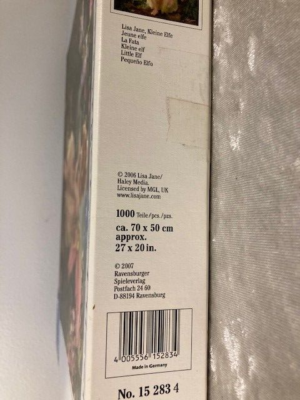 Lisa Jane, Kleine Elfe
Jeune elfe
La Fata
Kleine elf
Little Elf
Pequeño Elfo
© 2006 Lisa Jane/
Haley Media.
Licensed by MGL, UK
www.lisajane.com
1000 Teile/pcs./pzs.
ca. 70 x 50 cm
approx.
27 x 20 in.
© 2007
Ravensburger
Spieleverlag
Postfach 24 60
D-88194 Ravensburg
4 005556 152834
Made in Germany
No. 15 283 4